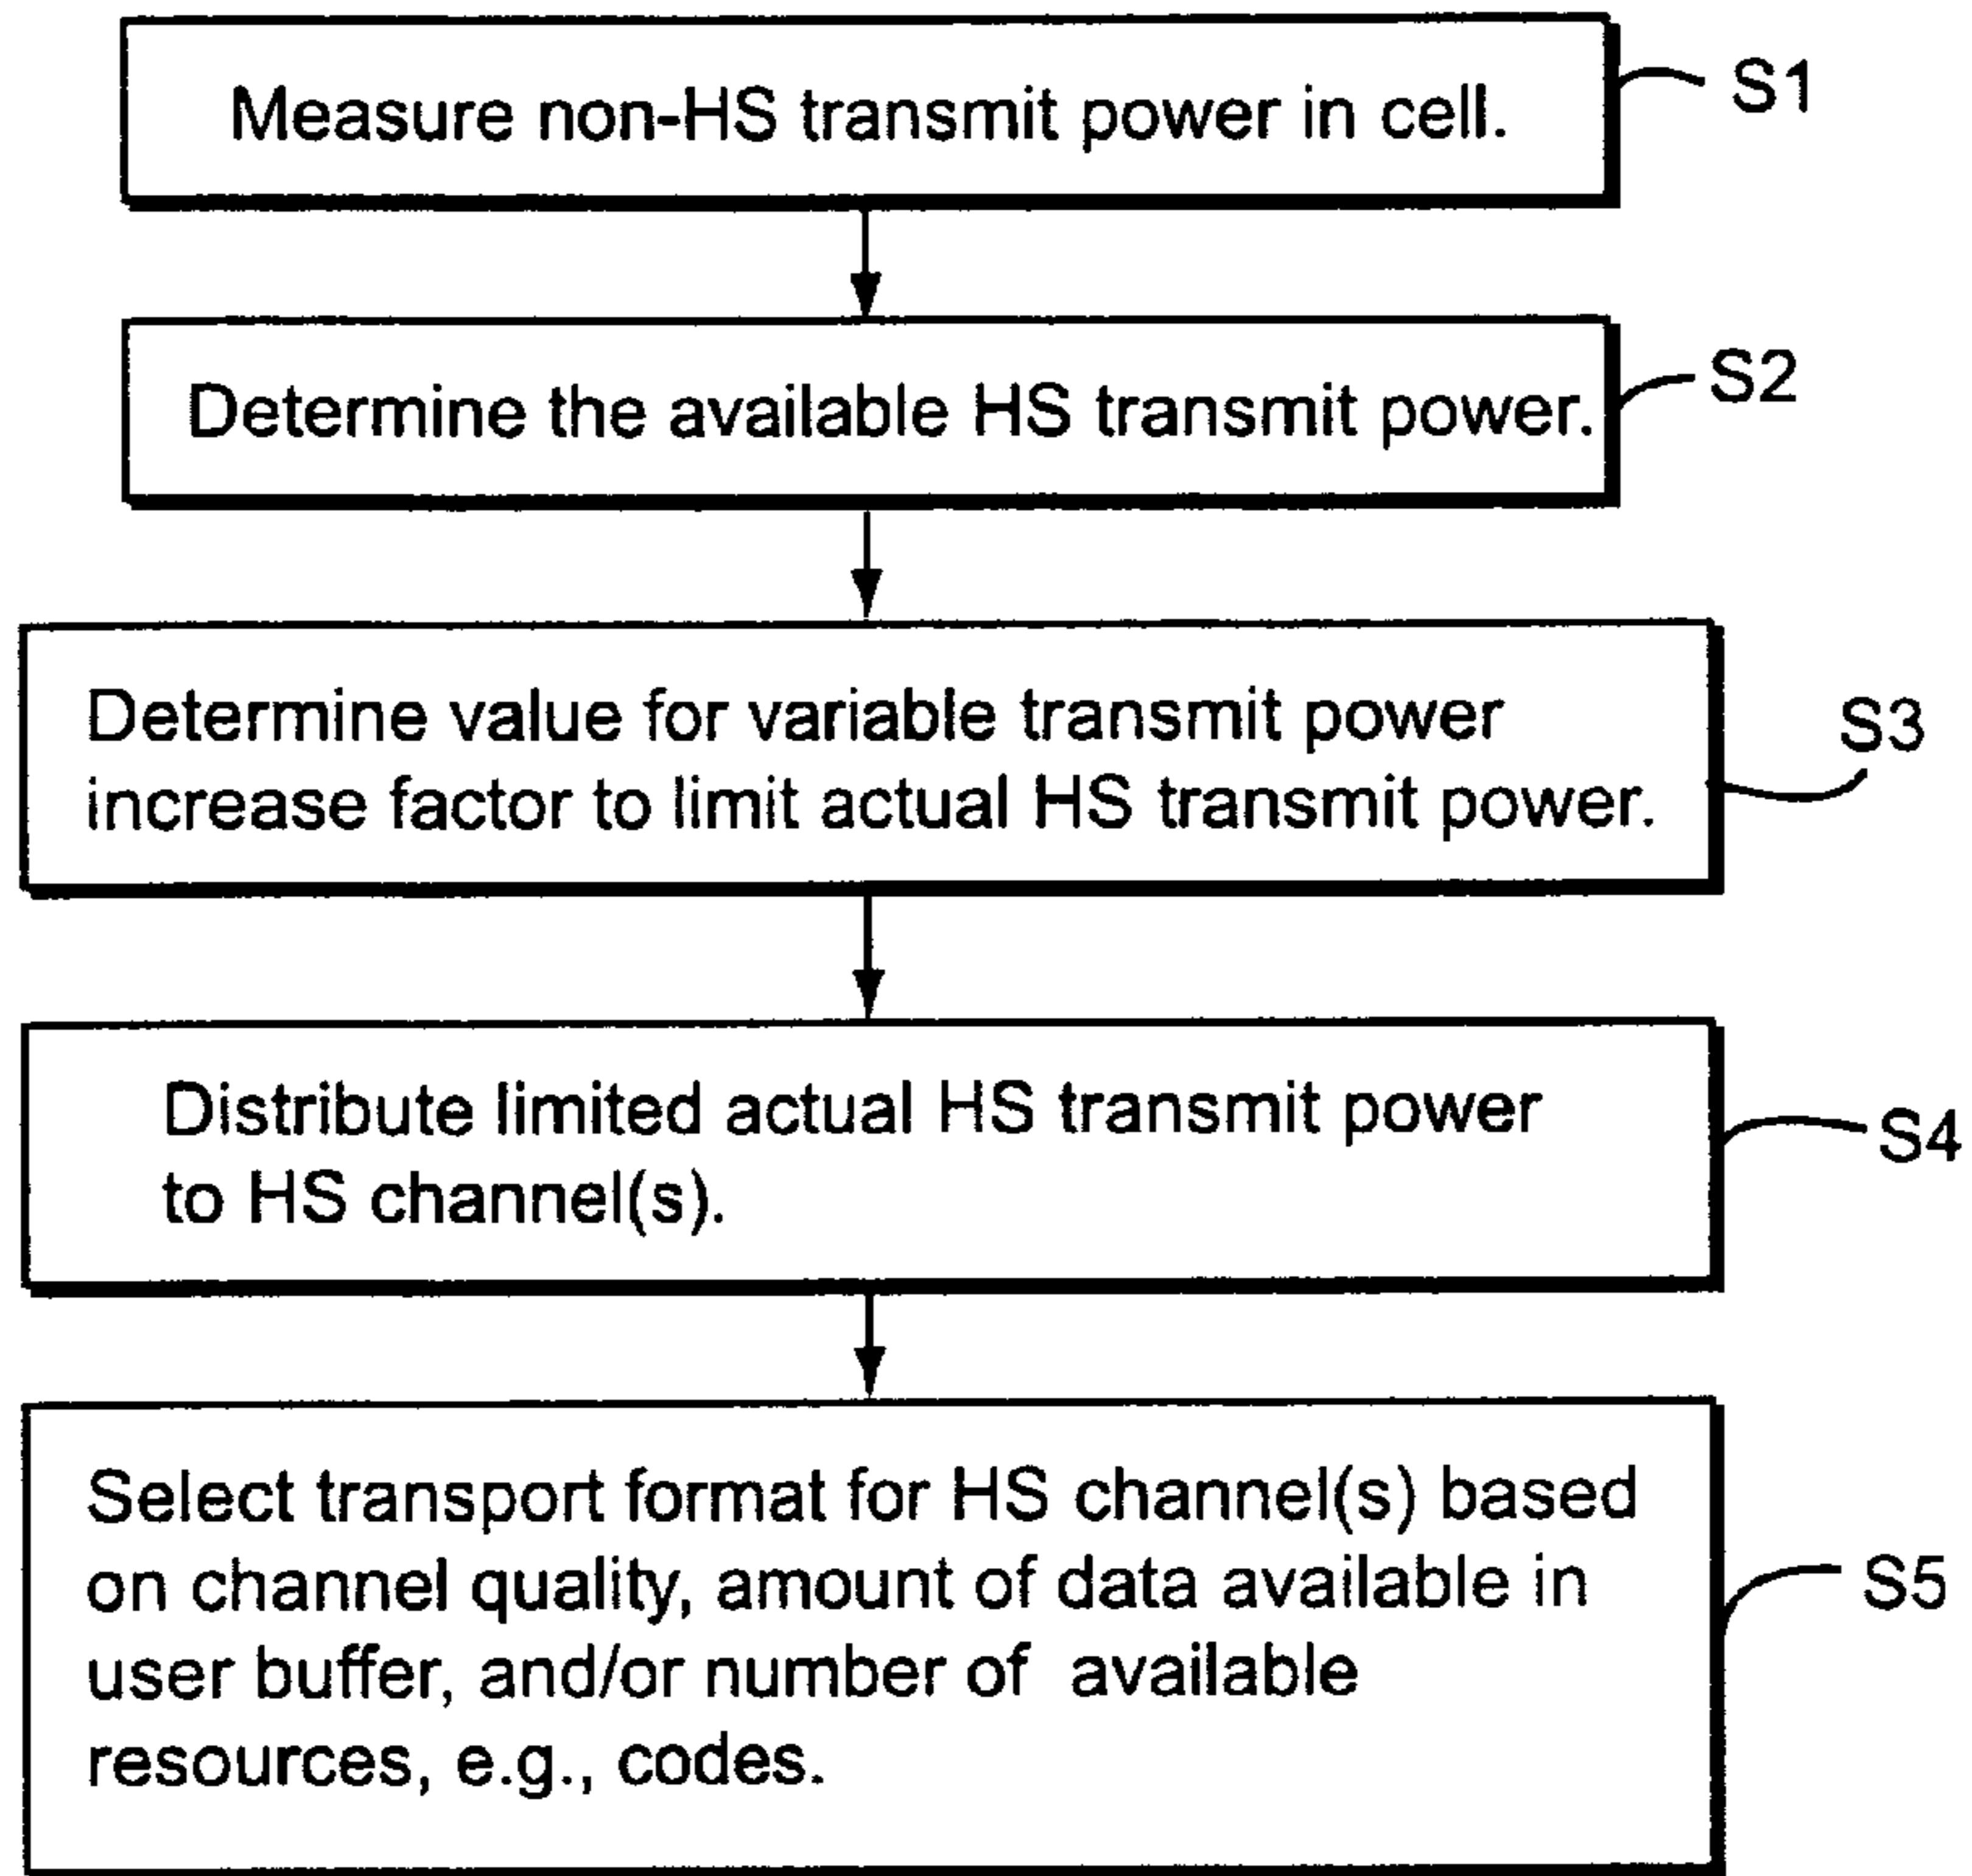 Measure non-HS transmit power in cell.
S1
Determine the available HS transmit power.
S2
Determine value for variable transmit power
increase factor to limit actual HS transmit power.
S3
Distribute limited actual HS transmit power
to HS channel(s).
S4
Select transport format for HS channel(s) based
on channel quality, amount of data available in
user buffer, and/or number of available
resources, e.g., codes.
S5